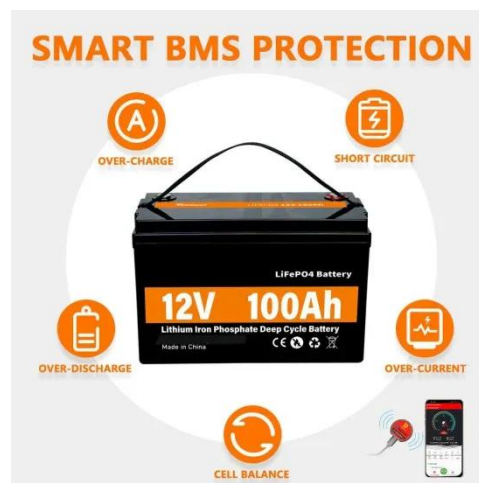 SMART BMS PROTECTION
OVER-CHARGE
SHORT CIRCUIT
LiFePO4 Battery
12V 100Ah
Lithium Iron Phosphate Deep Cycle Battery
Made in China
OVER-DISCHARGE
OVER-CURRENT
CELL BALANCE